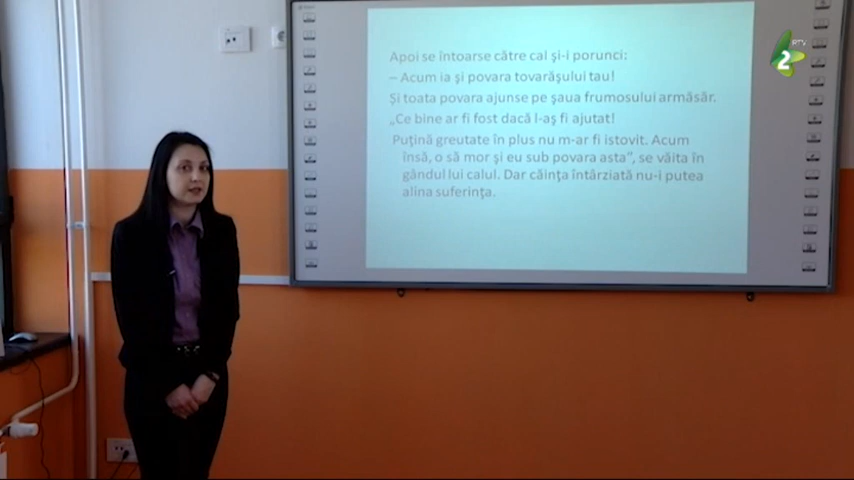 Apoi se întoarse către cal şi-i porunci:
– Acum ia şi povara tovarăşului tau!
Şi toata povara ajunse pe şaua frumosului armăsăr.
„Ce bine ar fi fost dacă l-aş fi ajutat!
Puţină greutate în plus nu m-ar fi istovit. Acum
însă, o să mor şi eu sub povara asta”, se văita în
gândul lui calul. Dar căinţa întârziată nu-i putea
alina suferinţa.
RTV
2